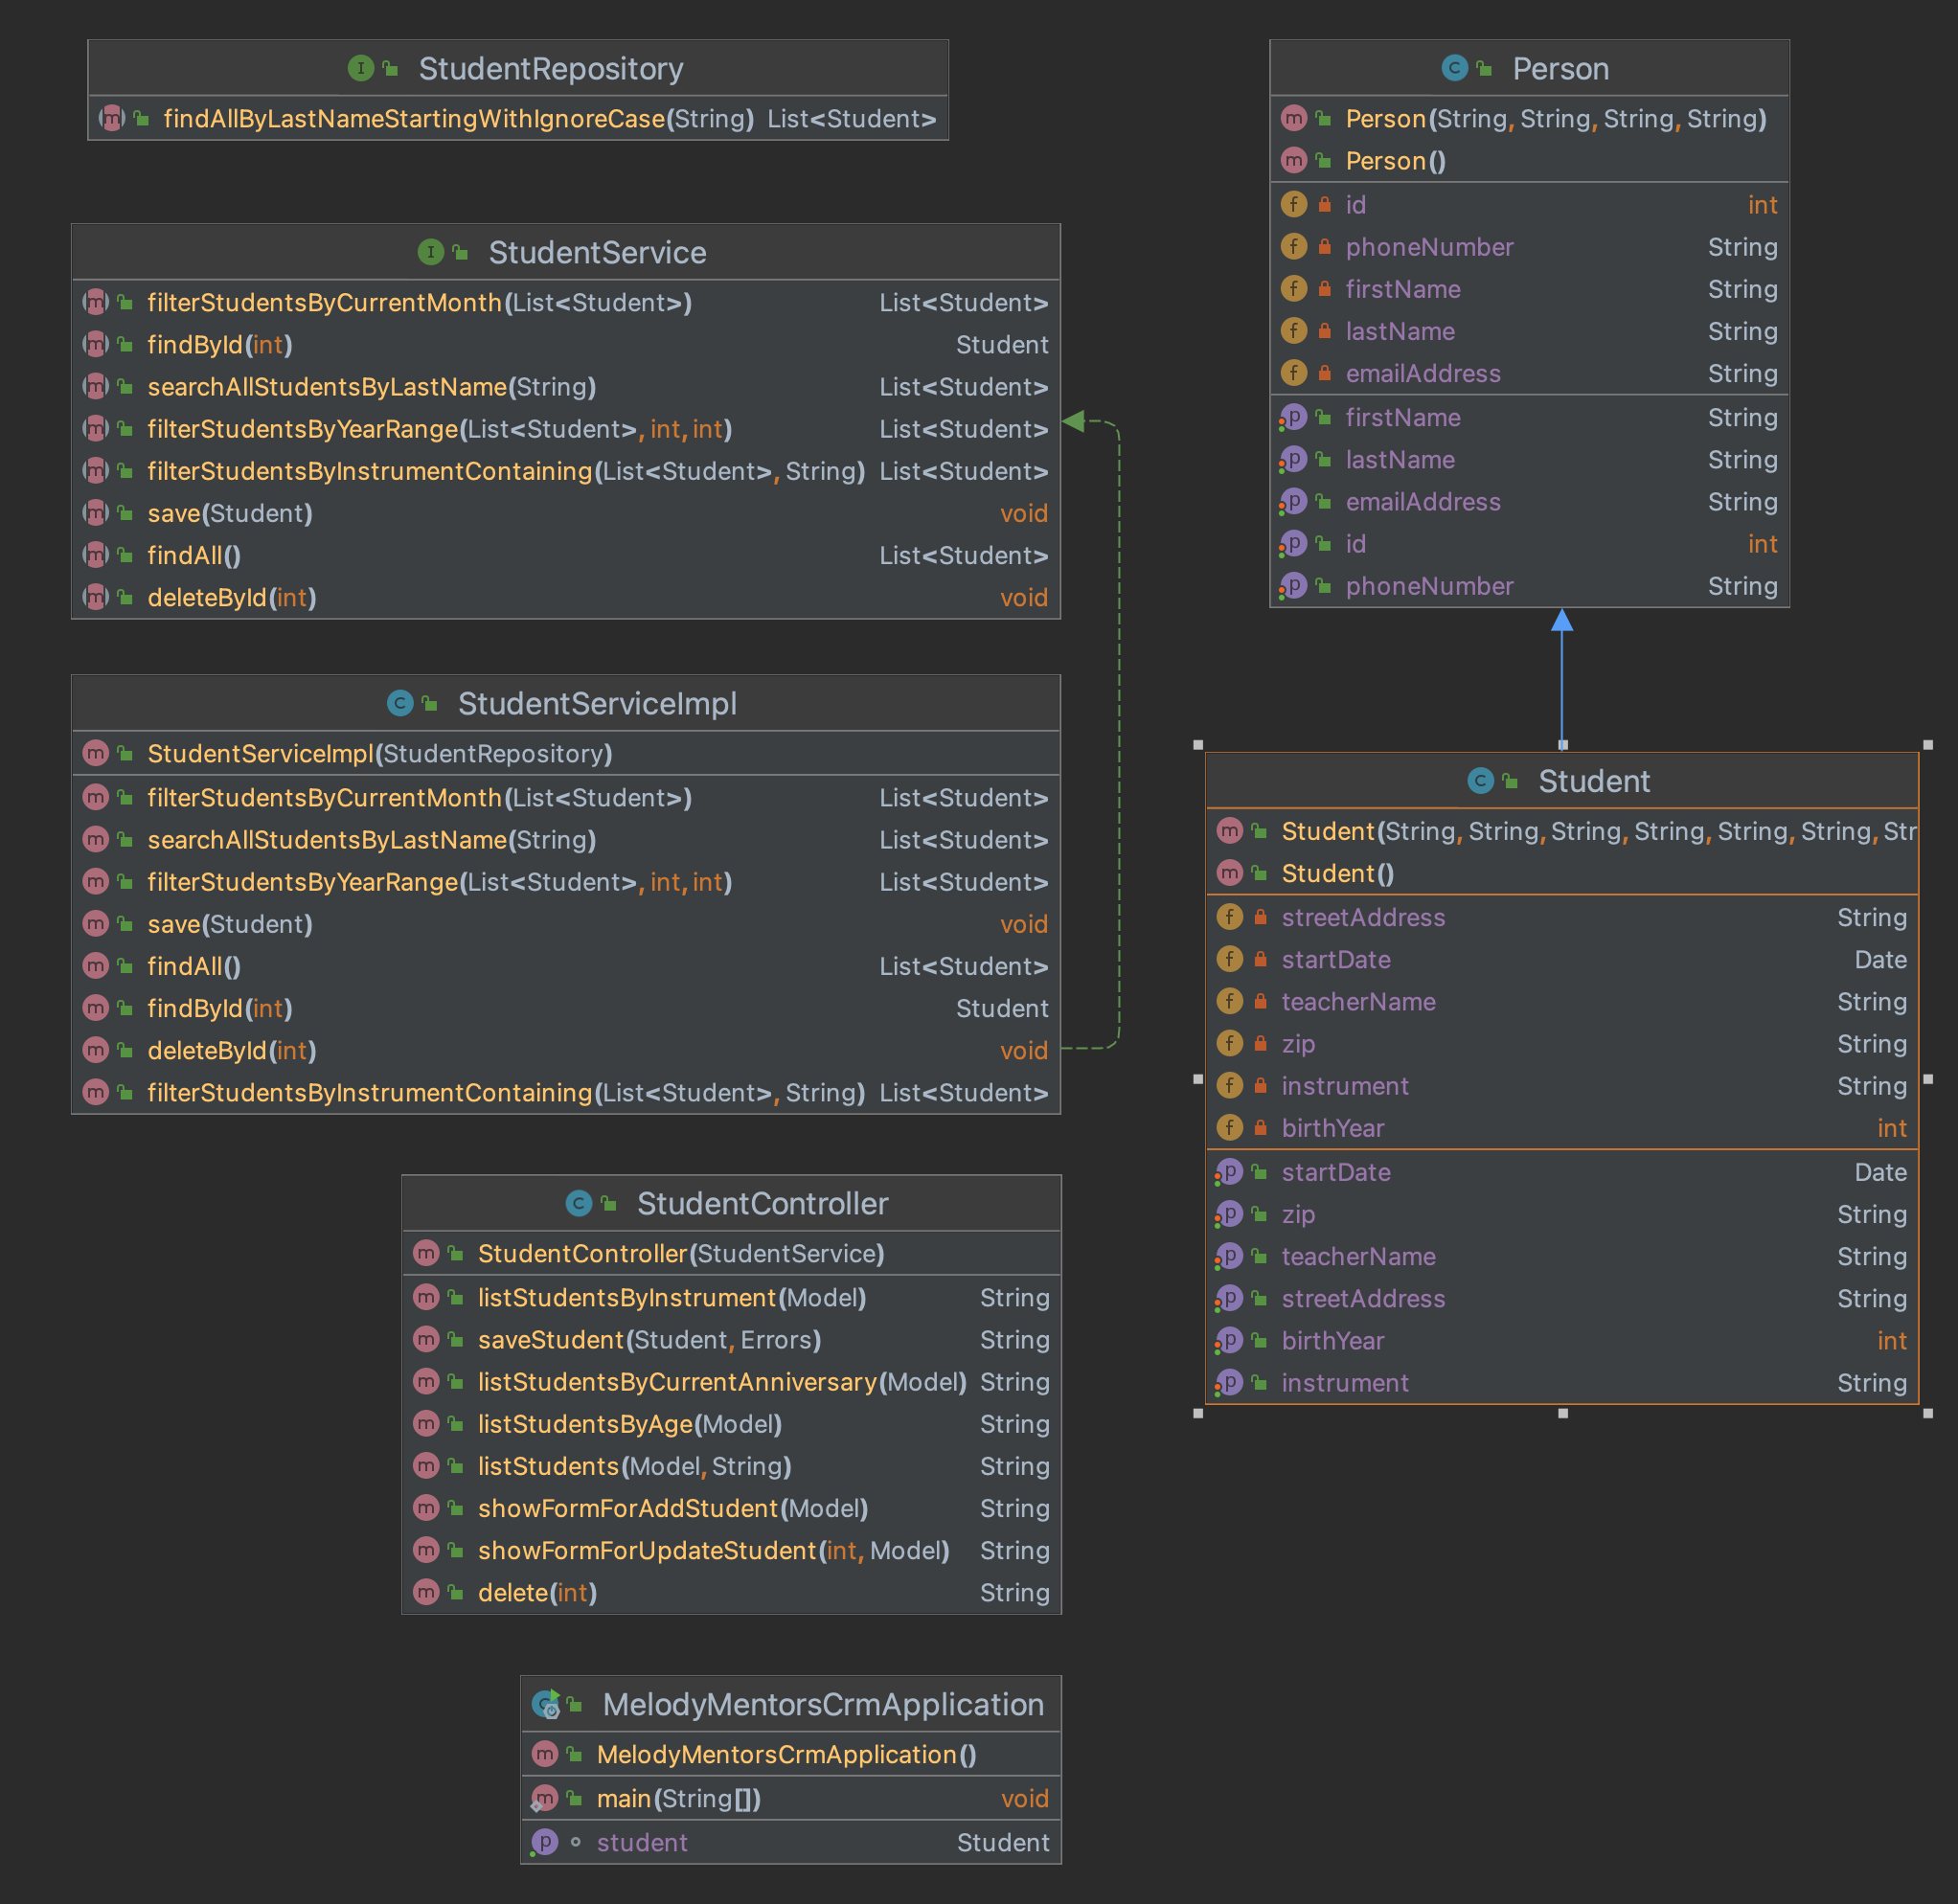 StudentRepository
findAllByLastNameStartingWithIgnoreCase(String) List<Student>
StudentService
filterStudentsByCurrentMonth(List<Student>) List<Student>
findById(int) Student
searchAllStudentsByLastName(String) List<Student>
filterStudentsByYearRange(List<Student>, int, int) List<Student>
filterStudentsByInstrumentContaining(List<Student>, String) List<Student>
save(Student) void
findAll() List<Student>
deleteById(int) void
StudentServiceImpl
StudentServiceImpl(StudentRepository)
filterStudentsByCurrentMonth(List<Student>) List<Student>
searchAllStudentsByLastName(String) List<Student>
filterStudentsByYearRange(List<Student>, int, int) List<Student>
save(Student) void
findAll() List<Student>
findById(int) Student
deleteById(int) void
filterStudentsByInstrumentContaining(List<Student>, String) List<Student>
StudentController
StudentController(StudentService)
listStudentsByInstrument(Model) String
saveStudent(Student, Errors) String
listStudentsByCurrentAnniversary(Model) String
listStudentsByAge(Model) String
listStudents(Model, String) String
showFormForAddStudent(Model) String
showFormForUpdateStudent(int, Model) String
delete(int) String
MelodyMentorsCrmApplication
MelodyMentorsCrmApplication()
main(String[]) void
student Student
Person
Person(String, String, String, String)
Person()
id int
phoneNumber String
firstName String
lastName String
emailAddress String
firstName String
lastName String
emailAddress String
id int
phoneNumber String
Student
Student(String, String, String, String, String, String, Str
Student()
streetAddress String
startDate Date
teacherName String
zip String
instrument String
birthYear int
startDate Date
zip String
teacherName String
streetAddress String
birthYear int
instrument String